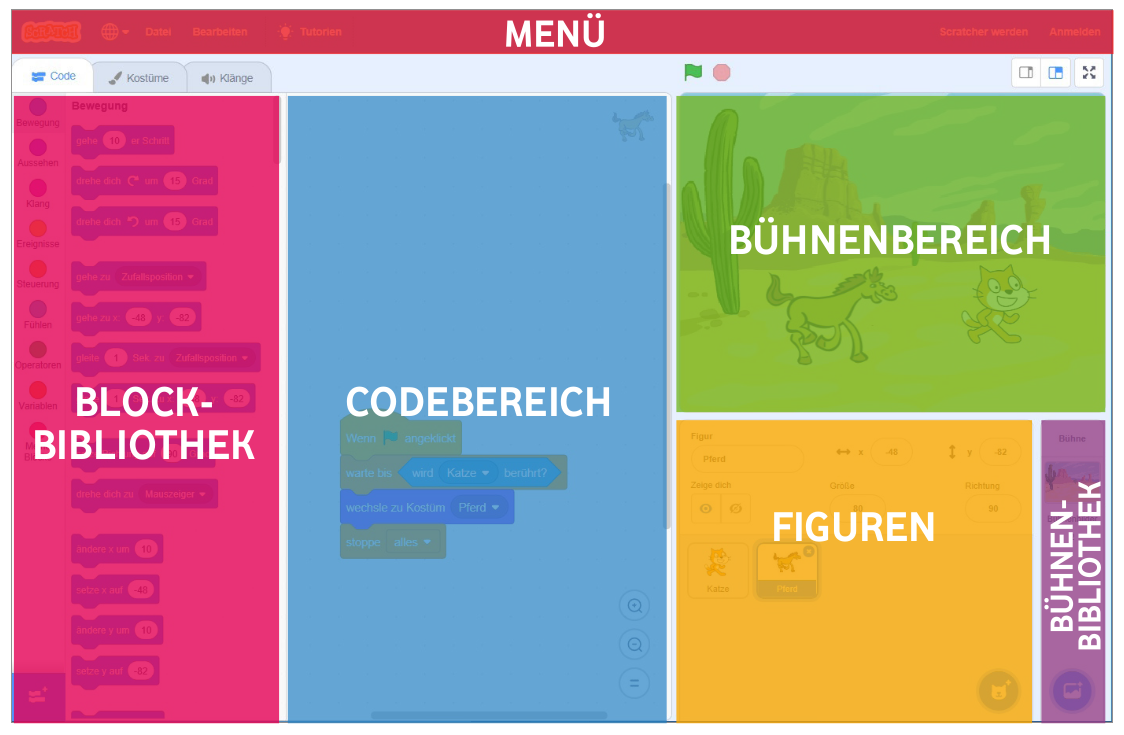 SCRATCH
Datei
Bearbeiten
Tutorien
MENÜ
Scratcher werden
Anmelden
Code
Kostüme
Klänge
Bewegung
Aussehen
Klang
Ereignisse
Steuerung
Fühlen
Operatoren
Variablen
Bewegung
gehe 10 er Schritt
drehe dich um 15 Grad
drehe dich um 15 Grad
gehe zu Zufallsposition
gehe zu x: -48 y: -82
gleite 1 Sek. zu Zufallsposition
1 -82
BLOCK-
BIBLIOTHEK
drehe dich zu Mauszeiger
ändere x um 10
setze x auf -48
ändere y um 10
setze y auf -82
CODEBEREICH
Wenn angeklickt
warte bis wird Katze berührt?
wechsle zu Kostüm Pferd
stoppe alles
BÜHNENBEREICH
Figur
Pferd
x -48
y -82
Zeige dich
Größe
80
Richtung
90
FIGUREN
Katze
Pferd
Bühne
BÜHNEN-
BIBLIOTHEK